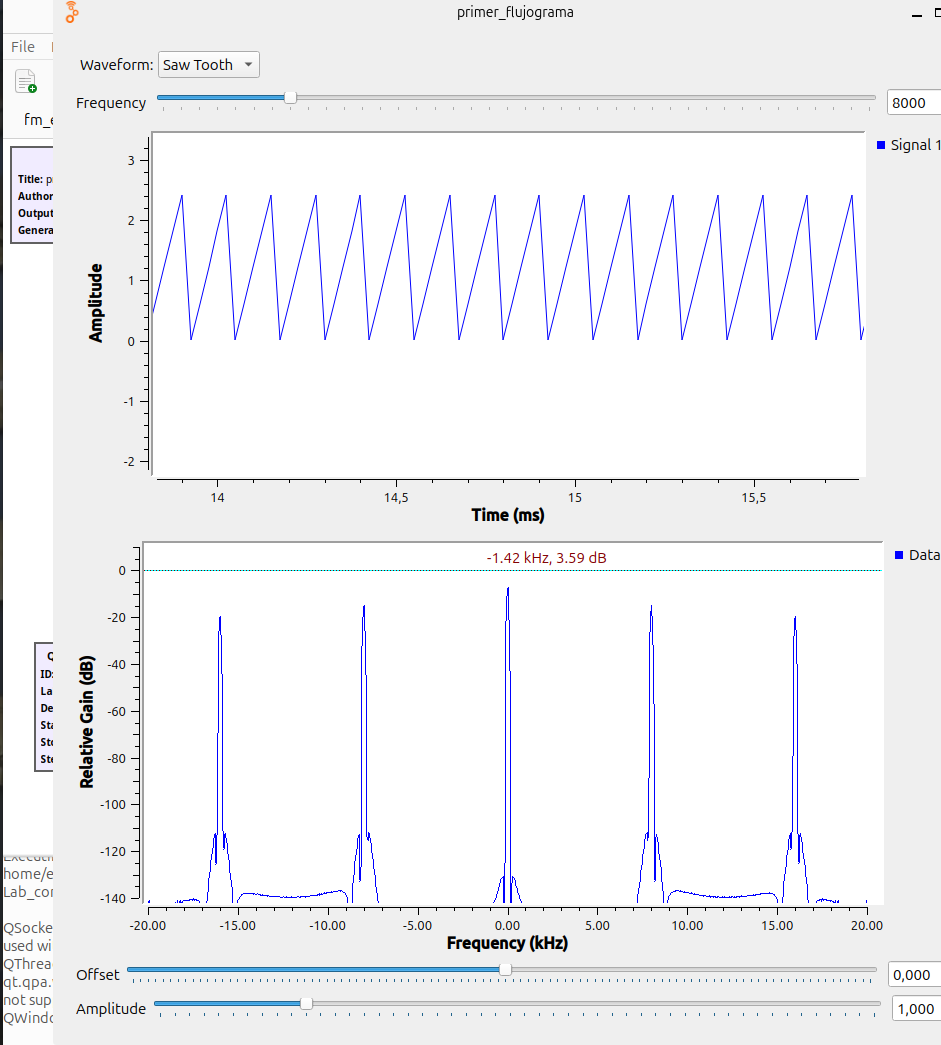 primer_flujograma
File
Waveform: Saw Tooth
Frequency
8000
fm_e
Title: p
Author
Output
Genera
Signal 1
3
2
1
0
-1
-2
Amplitude
14 14,5 15 15,5
Time (ms)
-1.42 kHz, 3.59 dB
Data
0
-20
-40
-60
-80
-100
-120
-140
Relative Gain (dB)
-20.00 -15.00 -10.00 -5.00 0.00 5.00 10.00 15.00 20.00
Frequency (kHz)
Q
ID:
La
De
Sta
Sto
Ste
Executi
home/e
Lab_con
QSocke
used wi
QThrea
qt.qpa.
not sup
QWindo
Offset
0,000
Amplitude
1,000